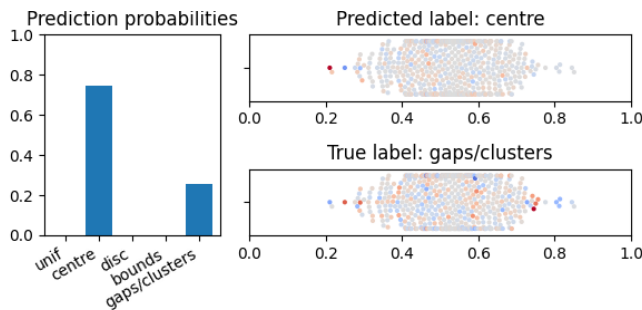 Prediction probabilities
1.0
0.8
0.6
0.4
0.2
0.0
unif
centre
disc
bounds
gaps/clusters
Predicted label: centre
0.0 0.2 0.4 0.6 0.8 1.0
True label: gaps/clusters
0.0 0.2 0.4 0.6 0.8 1.0